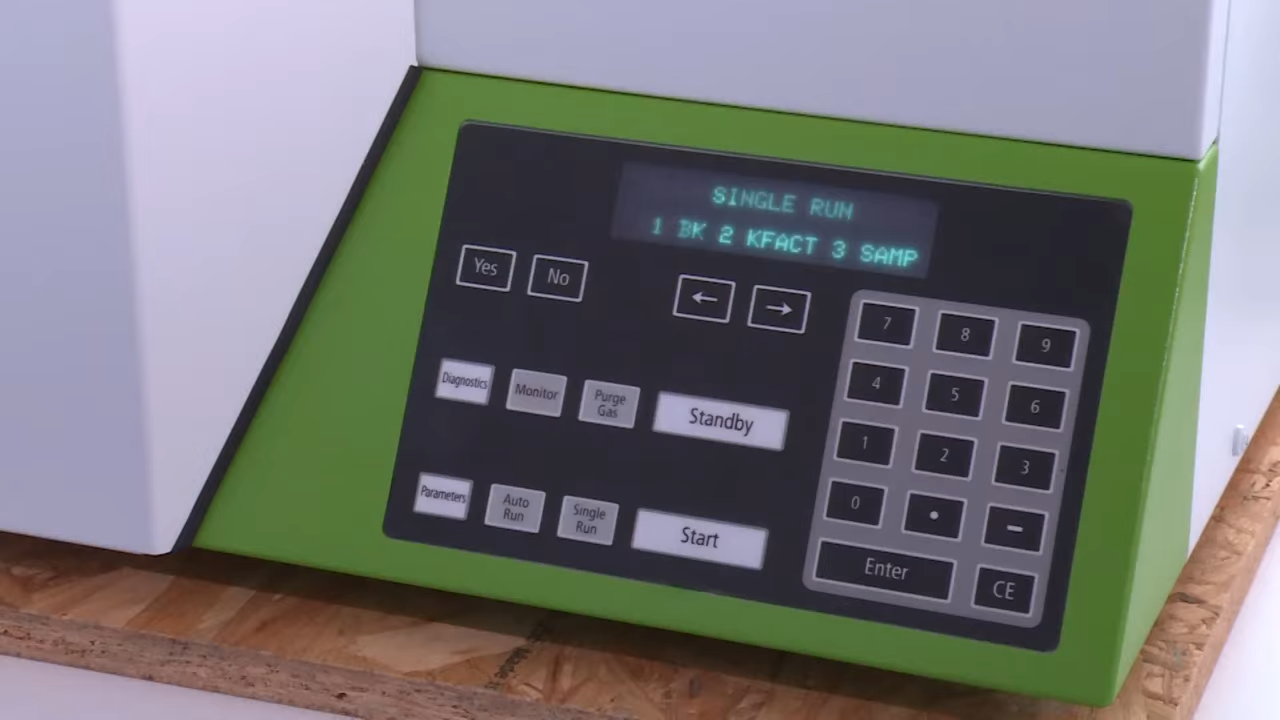 SINGLE RUN
1 BK 2 KFACT 3 SAMP
Yes
No
←
→
7
8
9
4
5
6
1
2
3
0
•
-
Enter
CE
Diagnostics
Monitor
Purge
Gas
Standby
Parameters
Auto
Run
Single
Run
Start